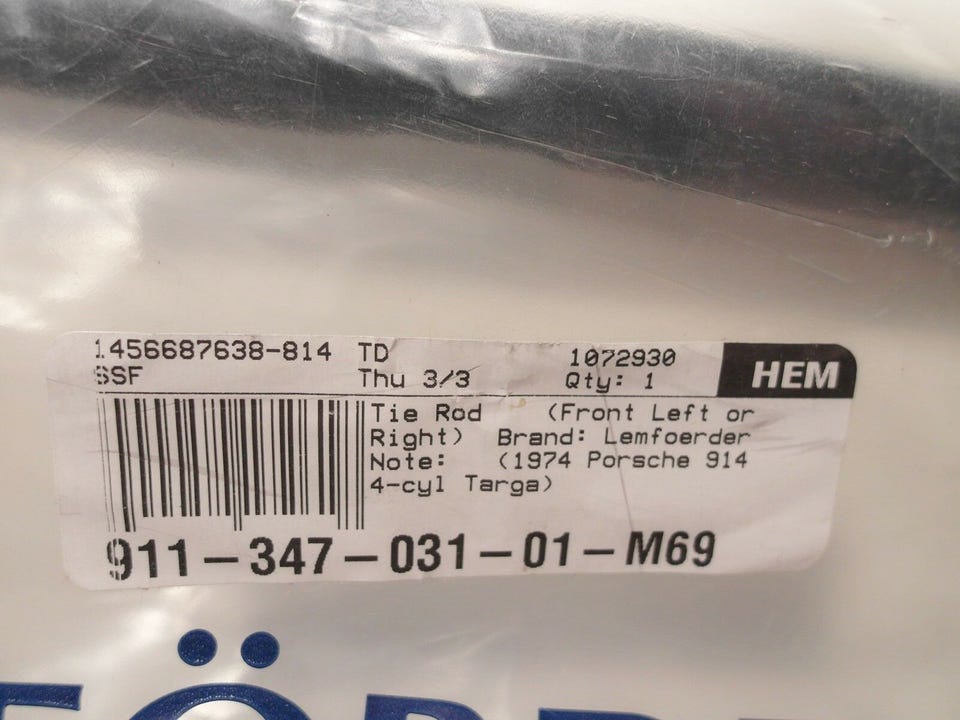 1456687638-814 TD 1072930
SSF Thu 3/3 Qty: 1
HEM
Tie Rod (Front Left or
Right) Brand: Lemfoerder
Note: (1974 Porsche 914
4-cyl Targa)
911-347-031-01-M69